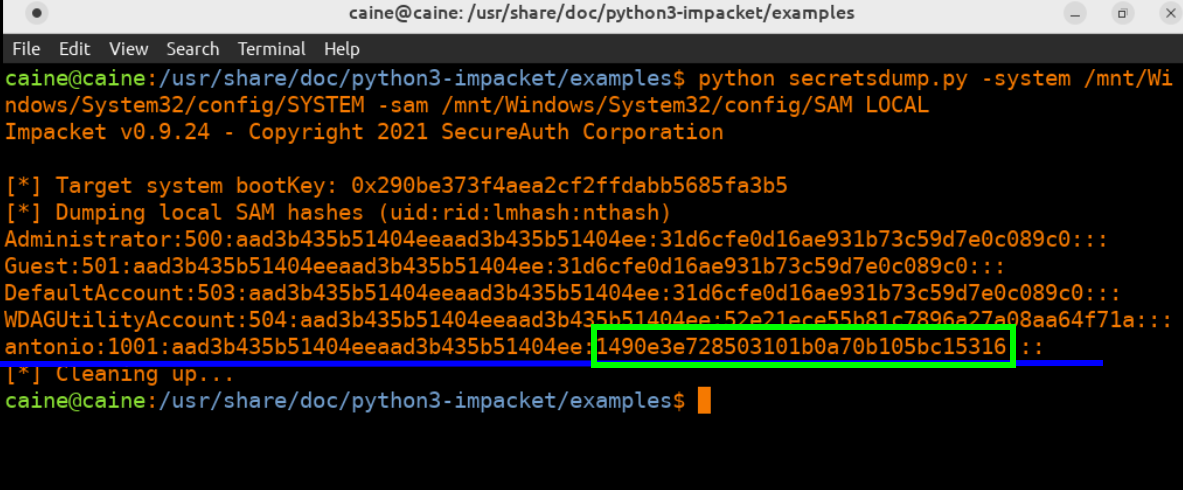 caine@caine: /usr/share/doc/python3-impacket/examples
File Edit View Search Terminal Help
caine@caine:/usr/share/doc/python3-impacket/examples$ python secretsdump.py -system /mnt/Wi
ndows/System32/config/SYSTEM -sam /mnt/Windows/System32/config/SAM LOCAL
Impacket v0.9.24 - Copyright 2021 SecureAuth Corporation
[*] Target system bootKey: 0x290be373f4aea2cf2ffdabb5685fa3b5
[*] Dumping local SAM hashes (uid:rid:lmhash:nthash)
Administrator:500:aad3b435b51404eeaad3b435b51404ee:31d6cfe0d16ae931b73c59d7e0c089c0:::
Guest:501:aad3b435b51404eeaad3b435b51404ee:31d6cfe0d16ae931b73c59d7e0c089c0:::
DefaultAccount:503:aad3b435b51404eeaad3b435b51404ee:31d6cfe0d16ae931b73c59d7e0c089c0:::
WDAGUtilityAccount:504:aad3b435b51404eeaad3b435b51404ee:52e21ece55b81c7896a27a08aa64f71a:::
antonio:1001:aad3b435b51404eeaad3b435b51404ee:1490e3e728503101b0a70b105bc15316:::
[*] Cleaning up...
caine@caine:/usr/share/doc/python3-impacket/examples$